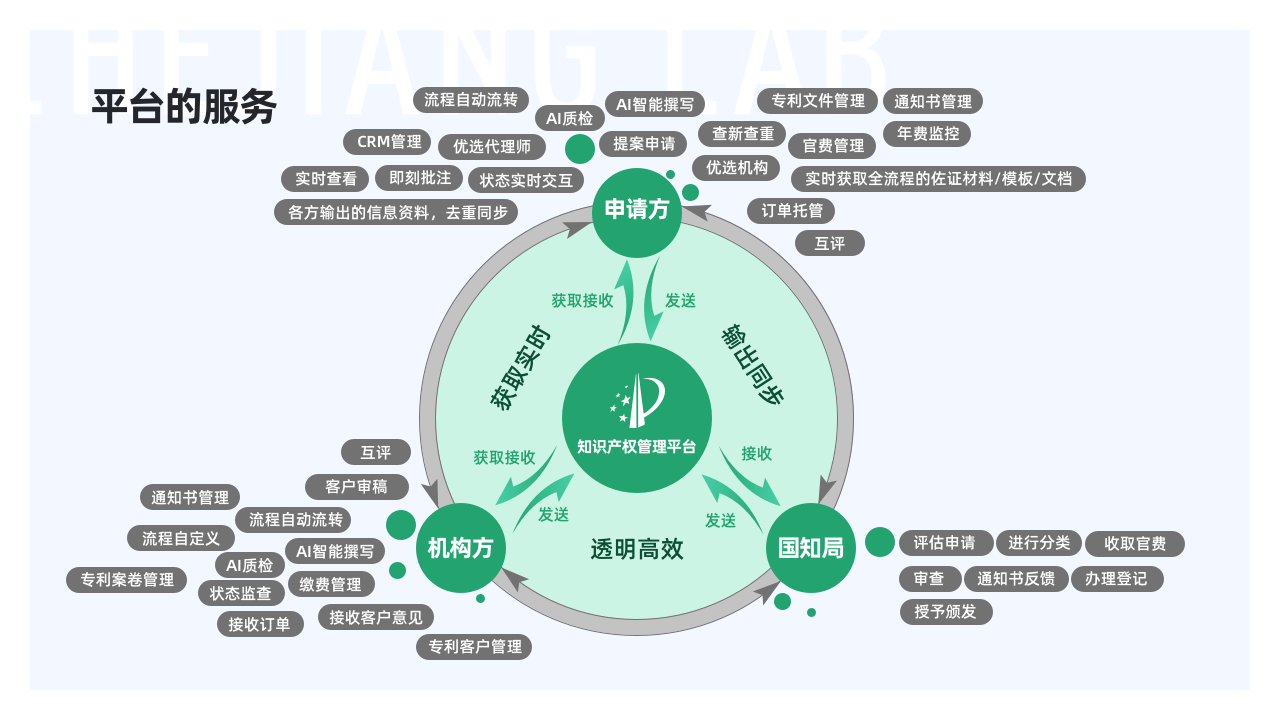 ZHEJIANG LAB
平台的服务
流程自动流转
AI质检
AI智能撰写
专利文件管理
通知书管理
CRM管理
优选代理师
提案申请
查新查重
官费管理
年费监控
实时查看
即刻批注
状态实时交互
优选机构
实时获取全流程的佐证材料/模板/文档
各方输出的信息资料，去重同步
申请方
订单托管
互评
获取接收
发送
获取实时
输出同步
知识产权管理平台
互评
获取接收
接收
客户审稿
通知书管理
流程自动流转
发送
发送
流程自定义
AI智能撰写
机构方
透明高效
国知局
评估申请
进行分类
收取官费
AI质检
专利案卷管理
缴费管理
状态监查
审查
通知书反馈
办理登记
接收订单
接收客户意见
授予颁发
专利客户管理